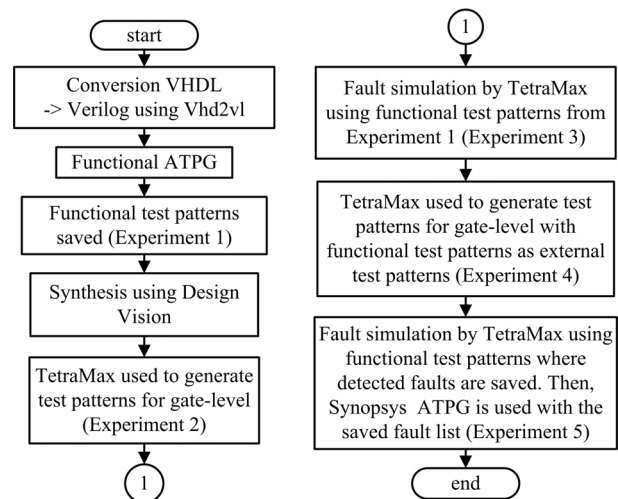 start
Conversion VHDL
-> Verilog using Vhd2vl
Functional ATPG
Functional test patterns
saved (Experiment 1)
Synthesis using Design
Vision
TetraMax used to generate
test patterns for gate-level
(Experiment 2)
1
1
Fault simulation by TetraMax
using functional test patterns from
Experiment 1 (Experiment 3)
TetraMax used to generate test
patterns for gate-level with
functional test patterns as external
test patterns (Experiment 4)
Fault simulation by TetraMax using
functional test patterns where
detected faults are saved. Then,
Synopsys ATPG is used with the
saved fault list (Experiment 5)
end